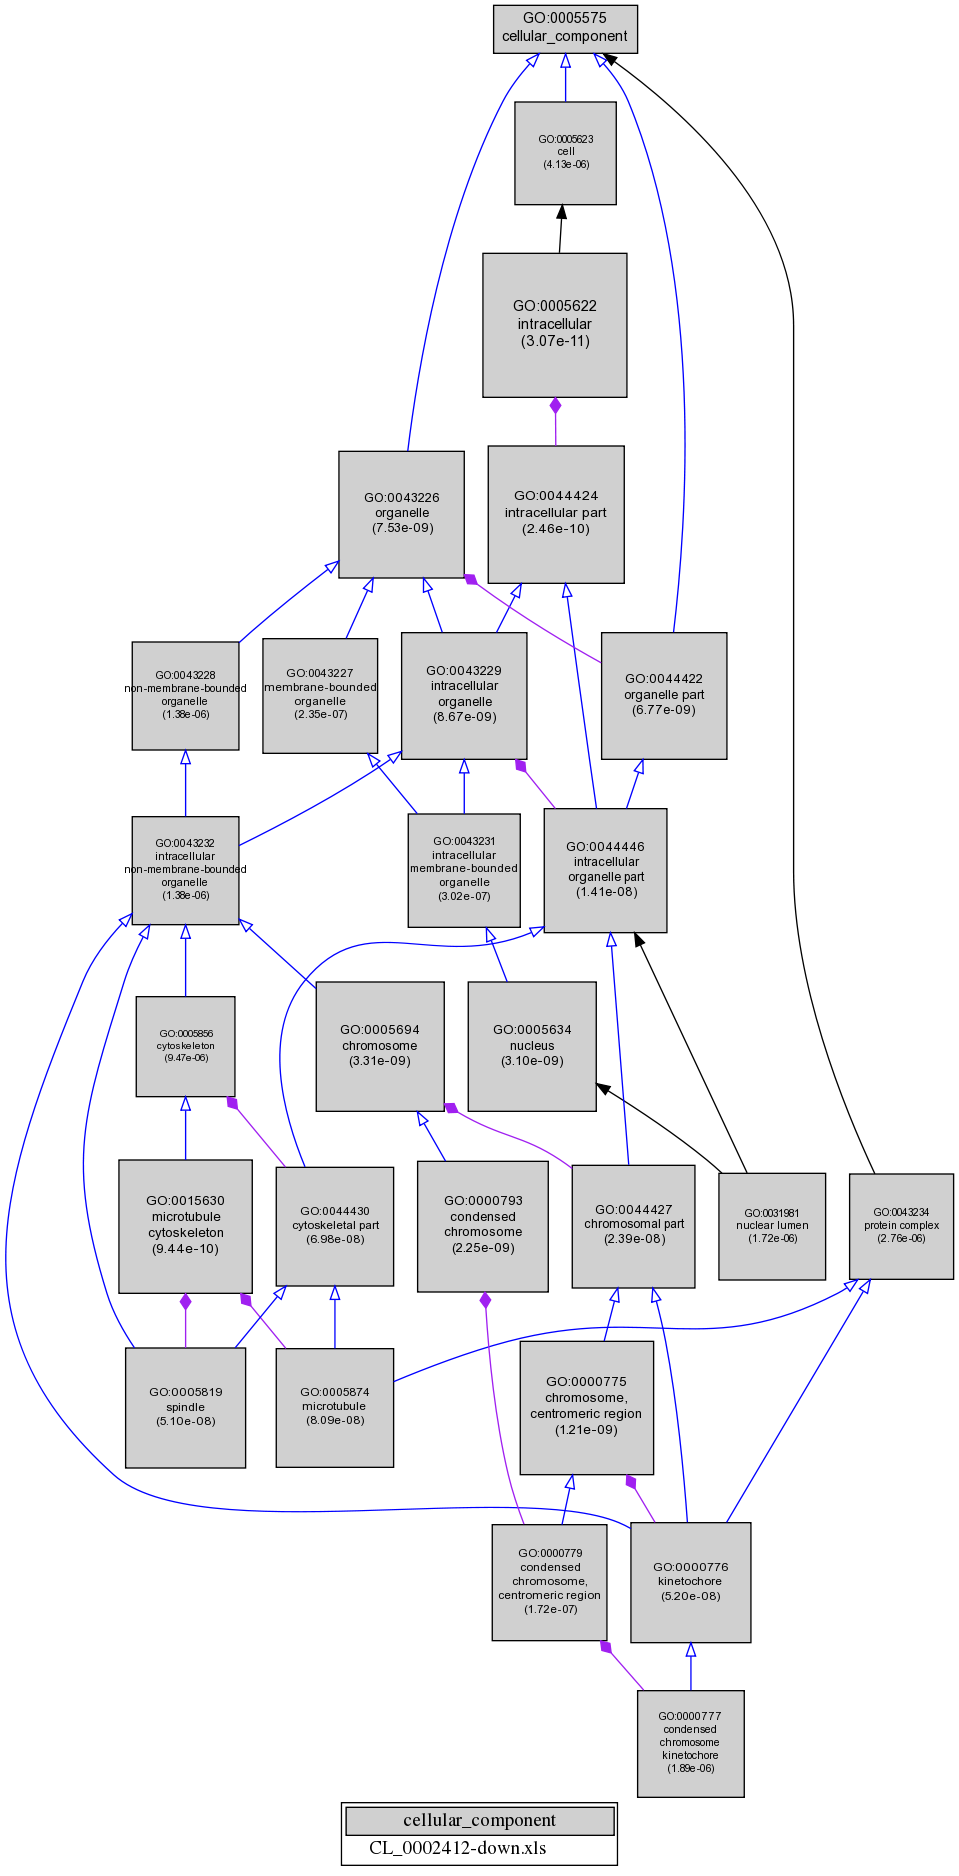 GO:0005575
cellular_component
GO:0005623
cell
(4.13e-06)
GO:0005622
intracellular
(3.07e-11)
GO:0043226
organelle
(7.53e-09)
GO:0044424
intracellular part
(2.46e-10)
GO:0043228
non-membrane-bounded
organelle
(1.38e-06)
GO:0043227
membrane-bounded
organelle
(2.35e-07)
GO:0043229
intracellular
organelle
(8.67e-09)
GO:0044422
organelle part
(6.77e-09)
GO:0043232
intracellular
non-membrane-bounded
organelle
(1.38e-06)
GO:0043231
intracellular
membrane-bounded
organelle
(3.02e-07)
GO:0044446
intracellular
organelle part
(1.41e-08)
GO:0005856
cytoskeleton
(9.47e-06)
GO:0005694
chromosome
(3.31e-09)
GO:0005634
nucleus
(3.10e-09)
GO:0015630
microtubule
cytoskeleton
(9.44e-10)
GO:0044430
cytoskeletal part
(6.98e-08)
GO:0000793
condensed
chromosome
(2.25e-09)
GO:0044427
chromosomal part
(2.39e-08)
GO:0031981
nuclear lumen
(1.72e-06)
GO:0043234
protein complex
(2.76e-06)
GO:0005819
spindle
(5.10e-08)
GO:0005874
microtubule
(8.09e-08)
GO:0000775
chromosome,
centromeric region
(1.21e-09)
GO:0000779
condensed
chromosome,
centromeric region
(1.72e-07)
GO:0000776
kinetochore
(5.20e-08)
GO:0000777
condensed
chromosome
kinetochore
(1.89e-06)
cellular_component
CL_0002412-down.xls